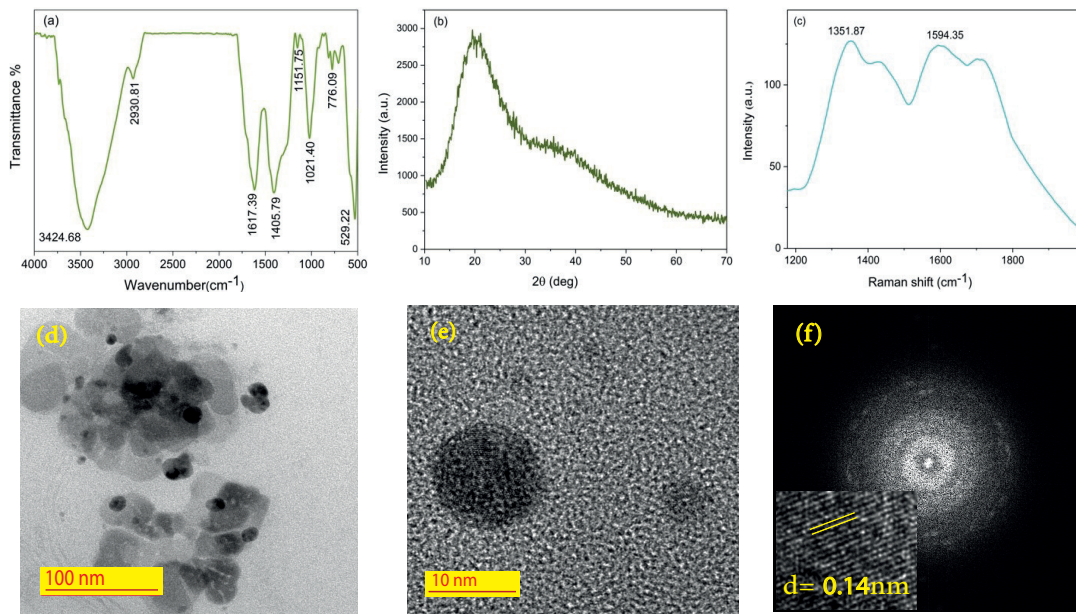 (a)
Transmittance %
3424.68
2930.81
1617.39
1405.79
1151.75
1021.40
776.09
529.22
4000 3500 3000 2500 2000 1500 1000 500
Wavenumber(cm-1)
(b)
Intensity (a.u.)
3000
2500
2000
1500
1000
500
0
10 20 30 40 50 60 70
2θ (deg)
(c)
Intensity (a.u.)
1351.87
1594.35
100
50
0
1200 1400 1600 1800
Raman shift (cm-1)
(d)
100 nm
(e)
10 nm
(f)
d= 0.14nm